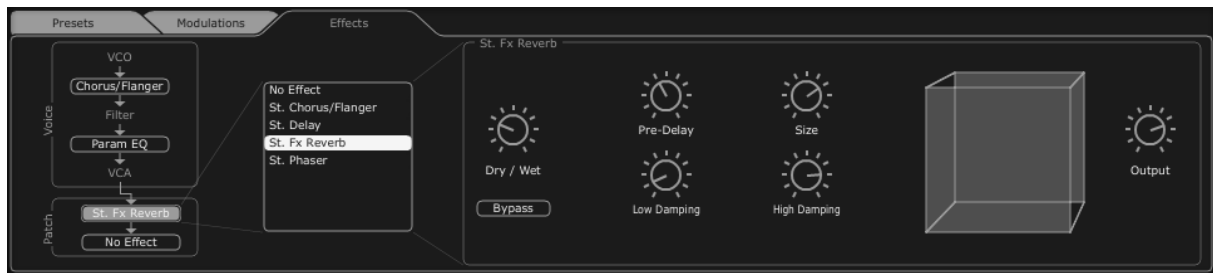 Presets
Modulations
Effects
Voice
VCO
Chorus/Flanger
Filter
Param EQ
VCA
Patch
St. Fx Reverb
No Effect
No Effect
St. Chorus/Flanger
St. Delay
St. Fx Reverb
St. Phaser
St. Fx Reverb
Dry / Wet
Bypass
Pre-Delay
Size
Low Damping
High Damping
Output